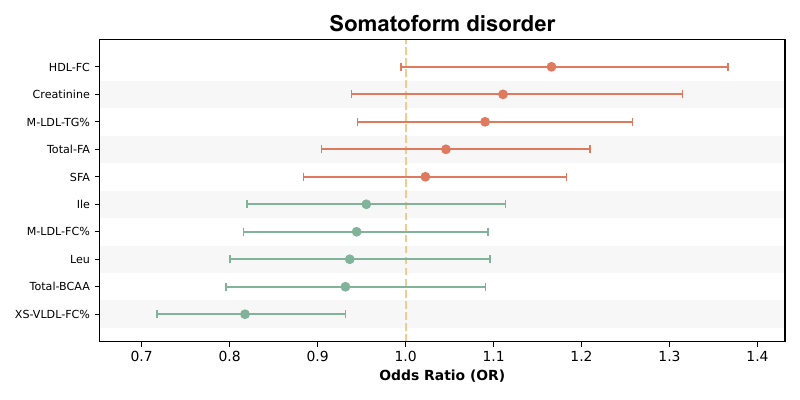 Somatoform disorder
HDL-FC
Creatinine
M-LDL-TG%
Total-FA
SFA
Ile
M-LDL-FC%
Leu
Total-BCAA
XS-VLDL-FC%
0.7 0.8 0.9 1.0 1.1 1.2 1.3 1.4
Odds Ratio (OR)